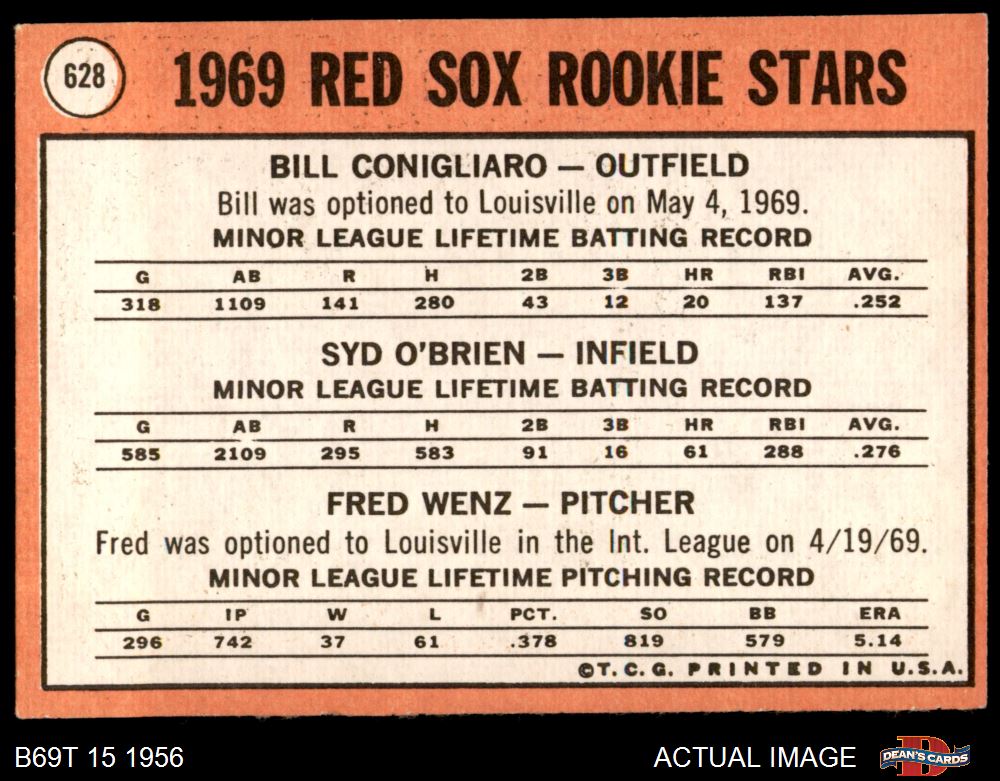 628
1969 RED SOX ROOKIE STARS
BILL CONIGLIARO — OUTFIELD
Bill was optioned to Louisville on May 4, 1969.
MINOR LEAGUE LIFETIME BATTING RECORD
G AB R H 2B 3B HR RBI AVG.
318 1109 141 280 43 12 20 137 .252
SYD O'BRIEN — INFIELD
MINOR LEAGUE LIFETIME BATTING RECORD
G AB R H 2B 3B HR RBI AVG.
585 2109 295 583 91 16 61 288 .276
FRED WENZ — PITCHER
Fred was optioned to Louisville in the Int. League on 4/19/69.
MINOR LEAGUE LIFETIME PITCHING RECORD
G IP W L PCT. SO BB ERA
296 742 37 61 .378 819 579 5.14
©T.C.G. PRINTED IN U.S.A.
B69T 15 1956
ACTUAL IMAGE
D
DEAN'S CARDS